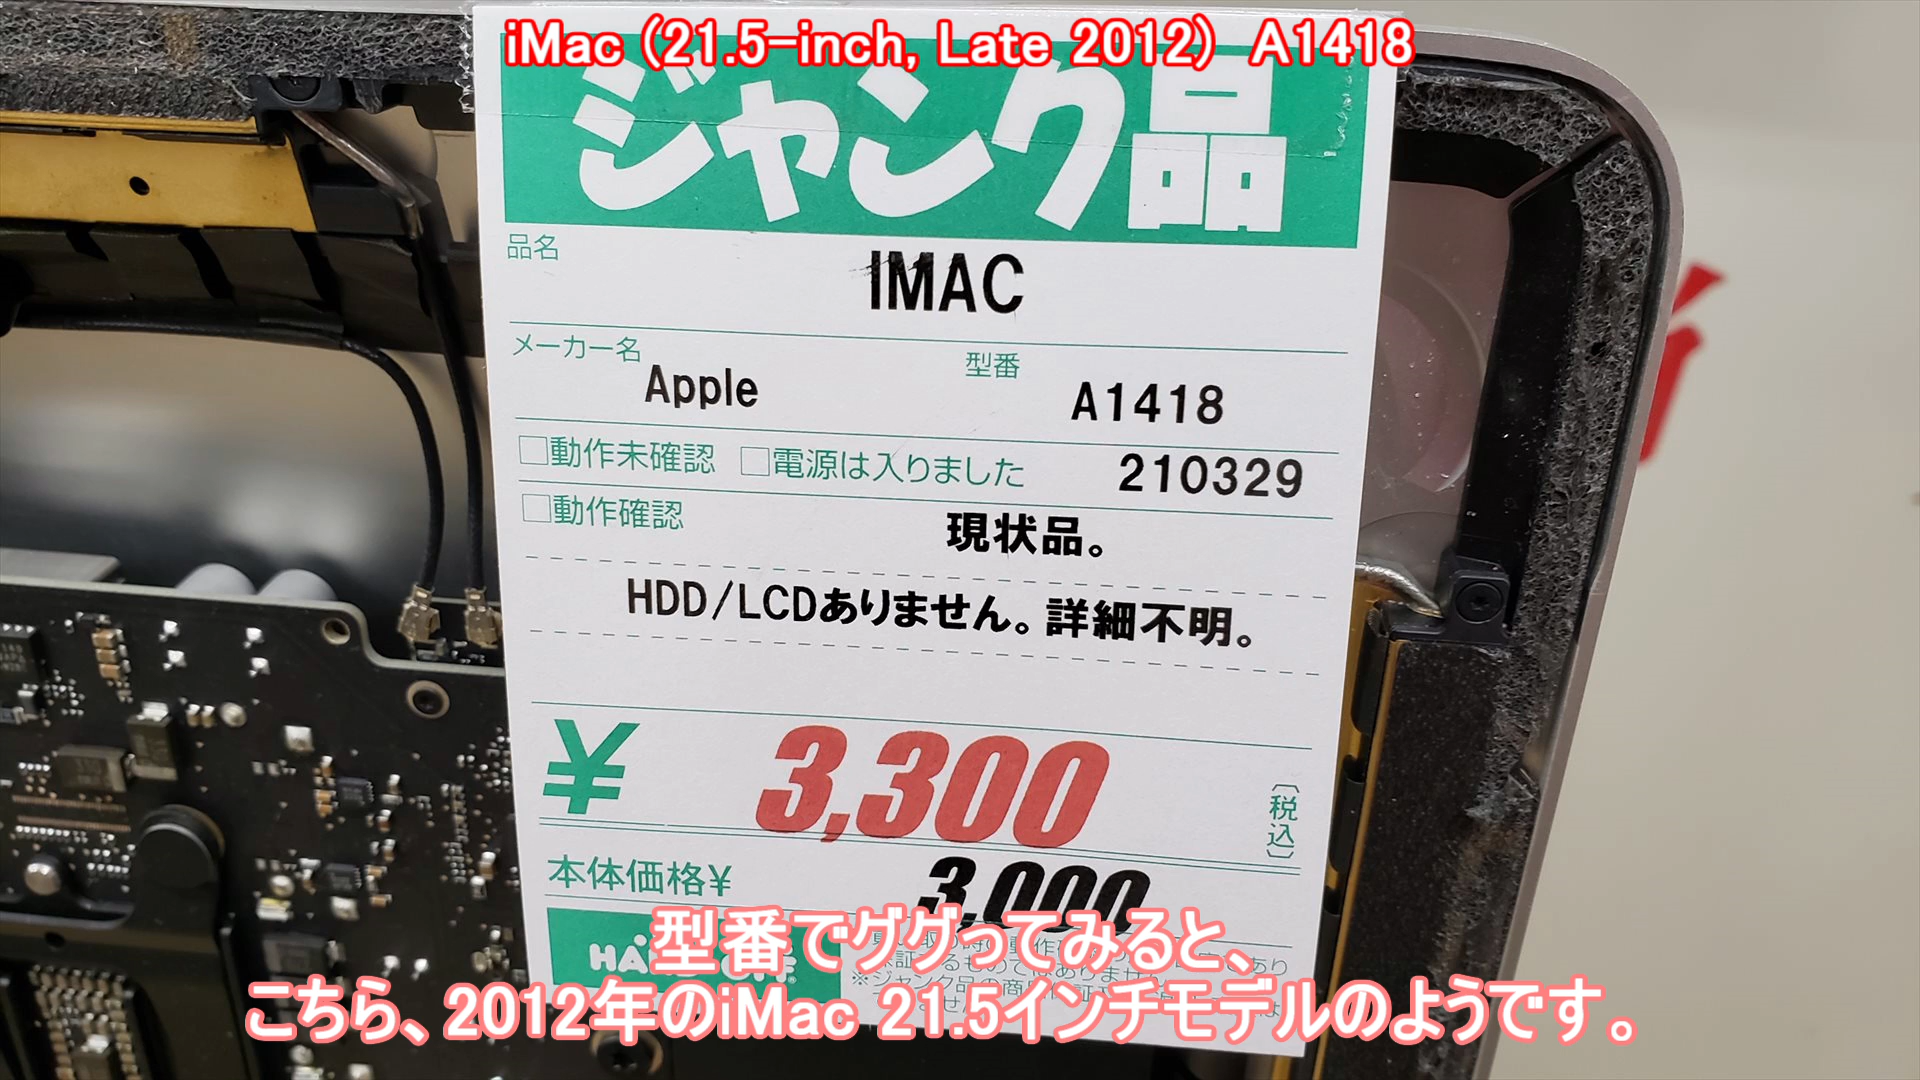 iMac (21.5-inch, Late 2012) A1418
ジャンク品
品名
IMAC
メーカー名
Apple
型番
A1418
□動作未確認 □電源は入りました
210329
□動作確認
現状品。
HDD/LCDありません。詳細不明。
¥ 3,300 〔税込〕
本体価格¥ 3,000
型番でググってみると、
こちら、2012年のiMac 21.5インチモデルのようです。